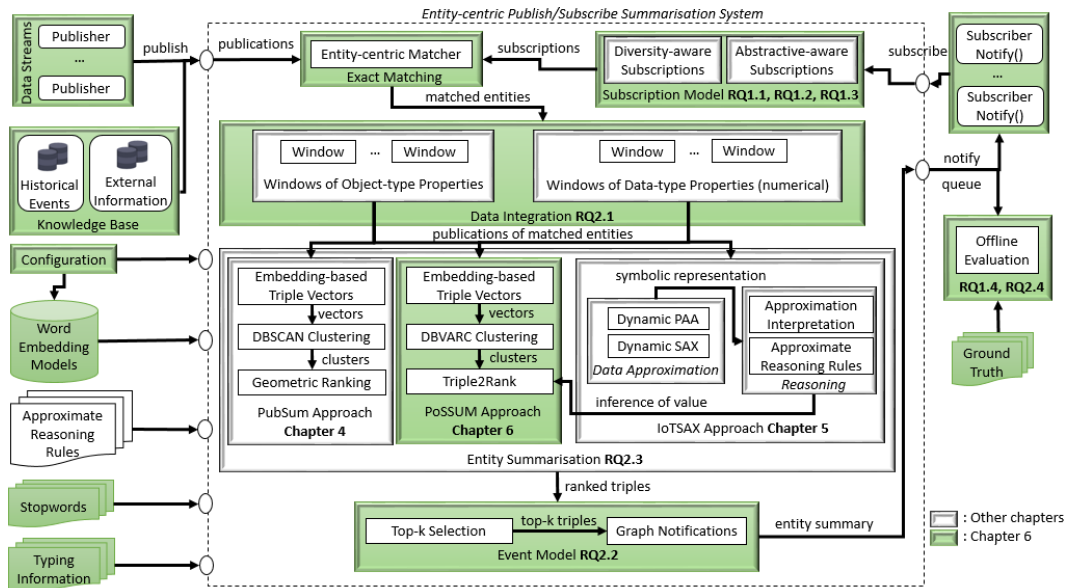 Entity-centric Publish/Subscribe Summarisation System
Data Streams
Publisher
...
Publisher
publish
publications
Entity-centric Matcher
Exact Matching
subscriptions
Diversity-aware
Subscriptions
Abstractive-aware
Subscriptions
Subscription Model RQ1.1, RQ1.2, RQ1.3
subscribe
Subscriber
Notify()
...
Subscriber
Notify()
matched entities
Historical
Events
External
Information
Knowledge Base
Window
...
Window
Windows of Object-type Properties
Window
...
Window
Windows of Data-type Properties (numerical)
Data Integration RQ2.1
notify
queue
publications of matched entities
Configuration
Word
Embedding
Models
Approximate
Reasoning
Rules
Stopwords
Typing
Information
Embedding-based
Triple Vectors
vectors
DBSCAN Clustering
clusters
Geometric Ranking
PubSum Approach
Chapter 4
Embedding-based
Triple Vectors
vectors
DBVARC Clustering
clusters
Triple2Rank
PoSSUM Approach
Chapter 6
symbolic representation
Dynamic PAA
Dynamic SAX
Data Approximation
Approximation
Interpretation
Approximate
Reasoning Rules
Reasoning
inference of value
IoTSAX Approach Chapter 5
Entity Summarisation RQ2.3
Offline
Evaluation
RQ1.4, RQ2.4
Ground
Truth
ranked triples
Top-k Selection
top-k triples
Graph Notifications
Event Model RQ2.2
entity summary
: Other chapters
: Chapter 6